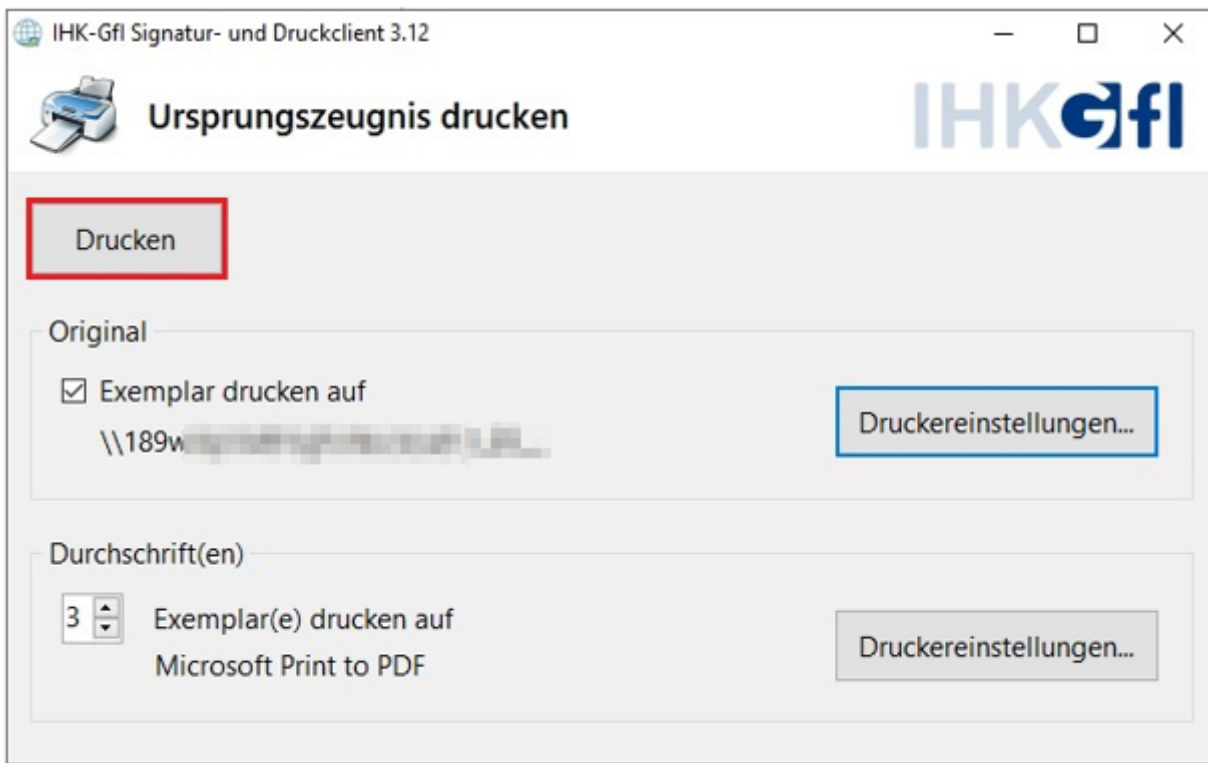 IHK-GfI Signatur- und Druckclient 3.12
Ursprungszeugnis drucken
IHKGfI
Drucken
Original
Exemplar drucken auf
\\189w
Druckereinstellungen...
Durchschrift(en)
3
Exemplar(e) drucken auf
Microsoft Print to PDF
Druckereinstellungen...